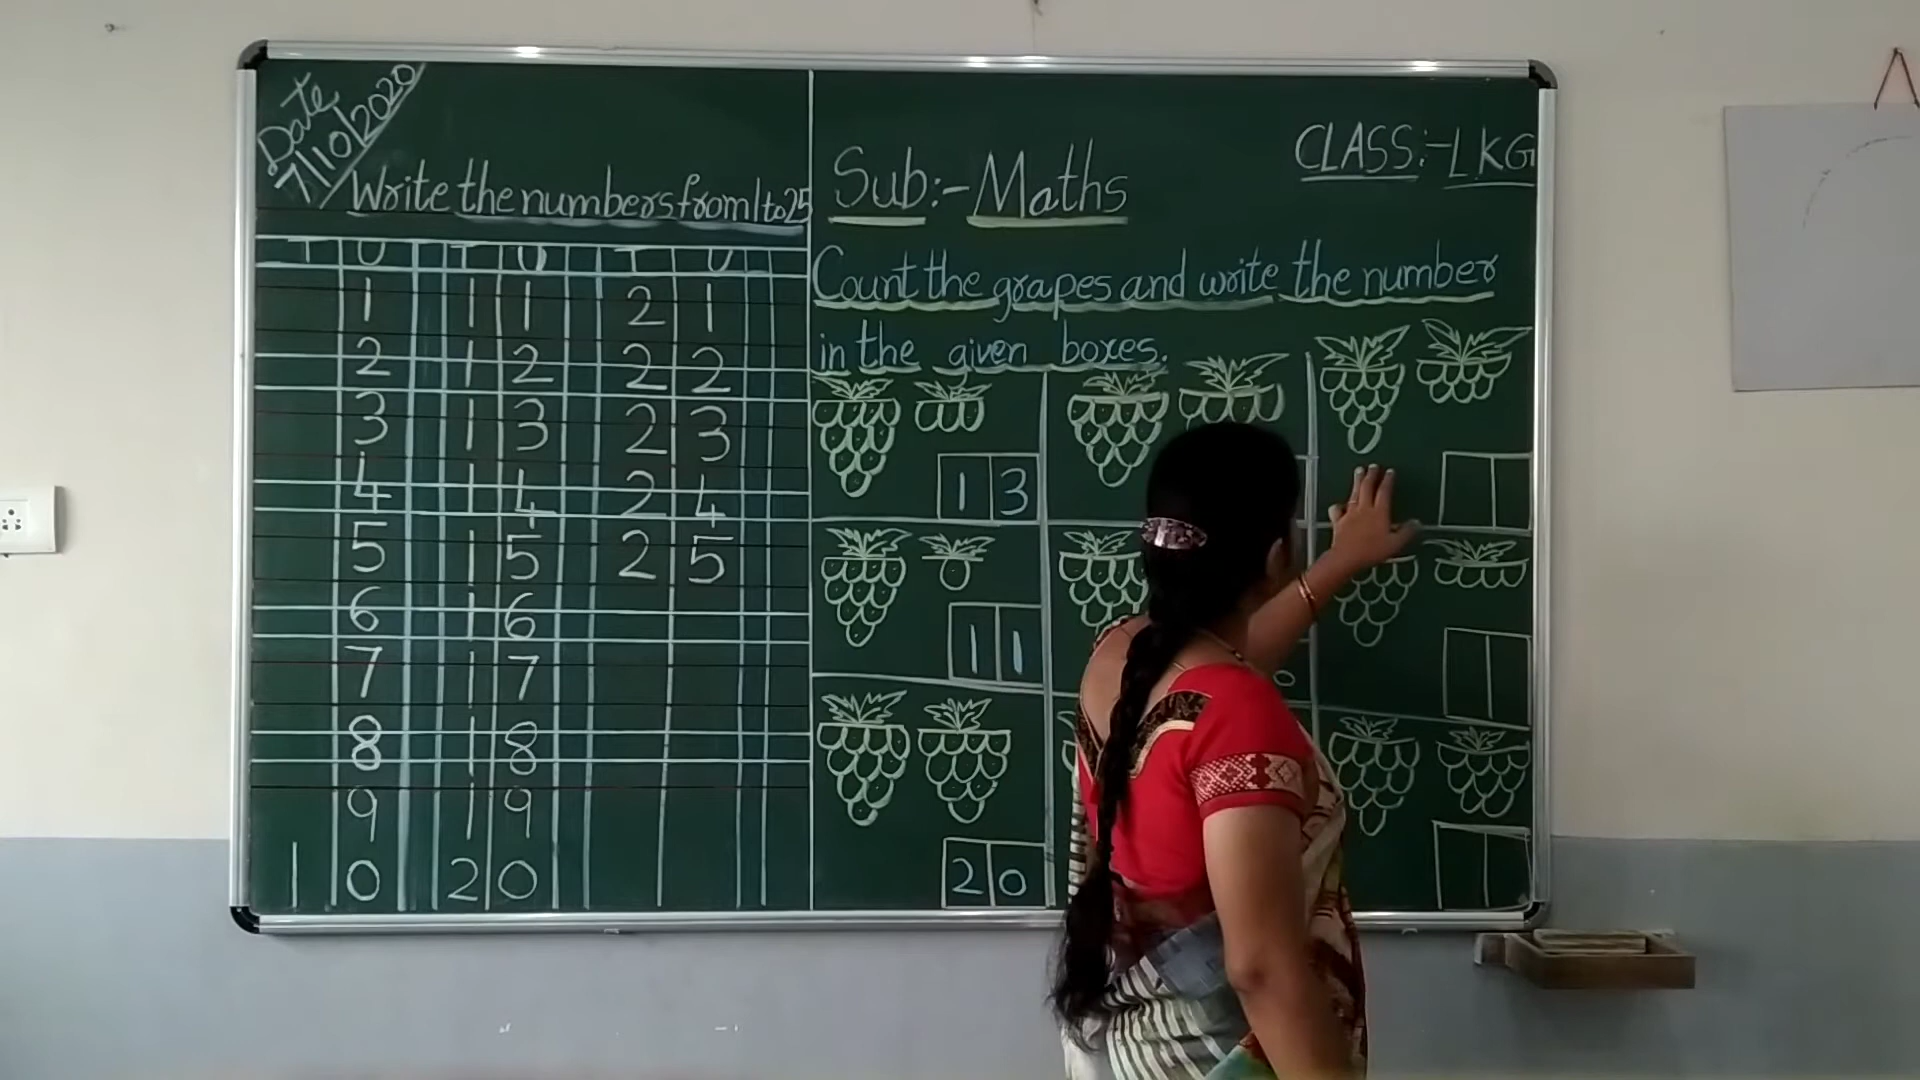 Date
7/10/2020
Write the numbers from 1 to 25
T U T U T U
1 1 1 2 1
2 1 2 2 2
3 1 3 2 3
4 1 4 2 4
5 1 5 2 5
6 1 6
7 1 7
8 1 8
9 1 9
1 0 2 0
Sub:- Maths
CLASS:- LKG
Count the grapes and write the number
in the given boxes.
1 3
1 1
0
2 0